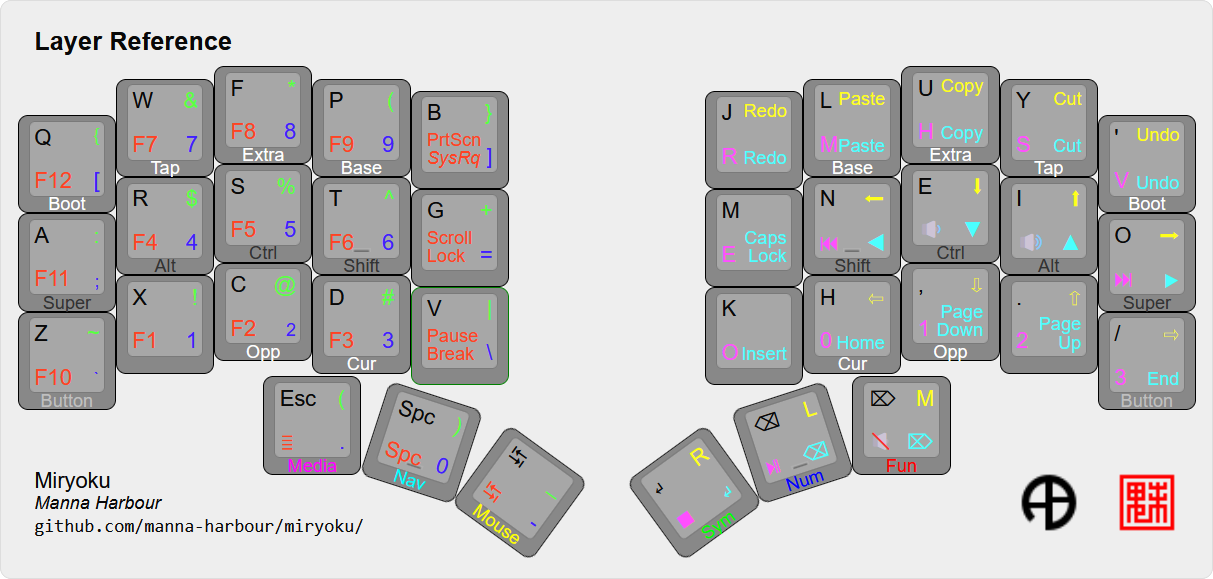 Layer Reference
Q {
F12 [
Boot
W &
F7 7
Tap
F *
F8 8
Extra
P (
F9 9
Base
B }
PrtScn
SysRq ]
J Redo
R Redo
L Paste
M Paste
Base
U Copy
H Copy
Extra
Y Cut
S Cut
Tap
' Undo
V Undo
Boot
A :
F11 ;
Super
R $
F4 4
Alt
S %
F5 5
Ctrl
T ^
F6 6
Shift
G +
Scroll
Lock =
M
Caps
E Lock
N ←
⏮ ◀
Shift
E ⬇
▼
Ctrl
I ⬆
▲
Alt
O →
⏭ ▶
Super
Z ~
F10 `
Button
X !
F1 1
C @
F2 2
Opp
D #
F3 3
Cur
V |
Pause
Break \
K
O Insert
H ⇦
0 Home
Cur
, ⇩
Page
1 Down
Opp
. ⇧
Page
2 Up
/ ⇨
3 End
Button
Esc (
≣ .
Media
Spc )
Spc 0
Nav
↹ _
↹ -
Mouse
↲ R
■ ↲
Sym
⌫ L
⏯ ⌫
Num
⌦ M
⌦
Fun
Miryoku
Manna Harbour
github.com/manna-harbour/miryoku/
魅